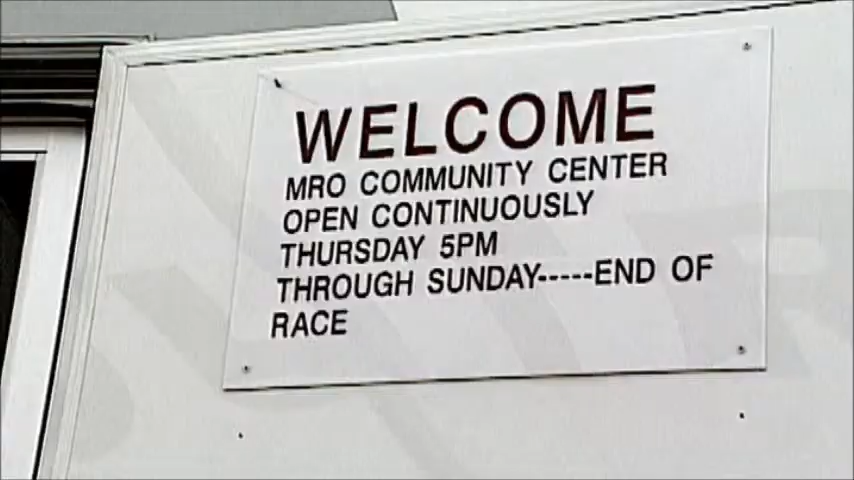 WELCOME
MRO COMMUNITY CENTER
OPEN CONTINUOUSLY
THURSDAY 5PM
THROUGH SUNDAY-----END OF
RACE